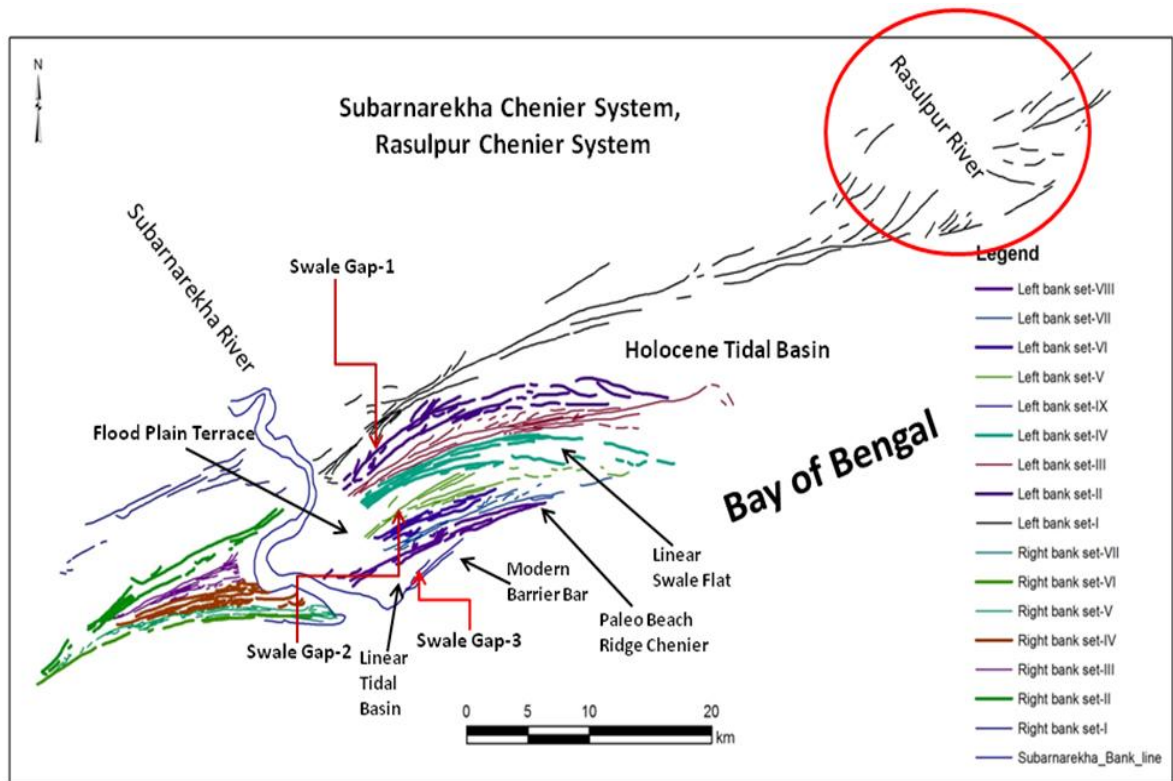 N
Subarnarekha Chenier System,
Rasulpur Chenier System
Rasulpur River
Subarnarekha River
Swale Gap-1
Holocene Tidal Basin
Flood Plain Terrace
Bay of Bengal
Linear
Swale Flat
Modern
Barrier Bar
Paleo Beach
Ridge Chenier
Swale Gap-2
Linear
Tidal
Basin
Swale Gap-3
0 5 10 20
km
Legend
Left bank set-VIII
Left bank set-VII
Left bank set-VI
Left bank set-V
Left bank set-IX
Left bank set-IV
Left bank set-III
Left bank set-II
Left bank set-I
Right bank set-VII
Right bank set-VI
Right bank set-V
Right bank set-IV
Right bank set-III
Right bank set-II
Right bank set-I
Subarnarekha_Bank_line